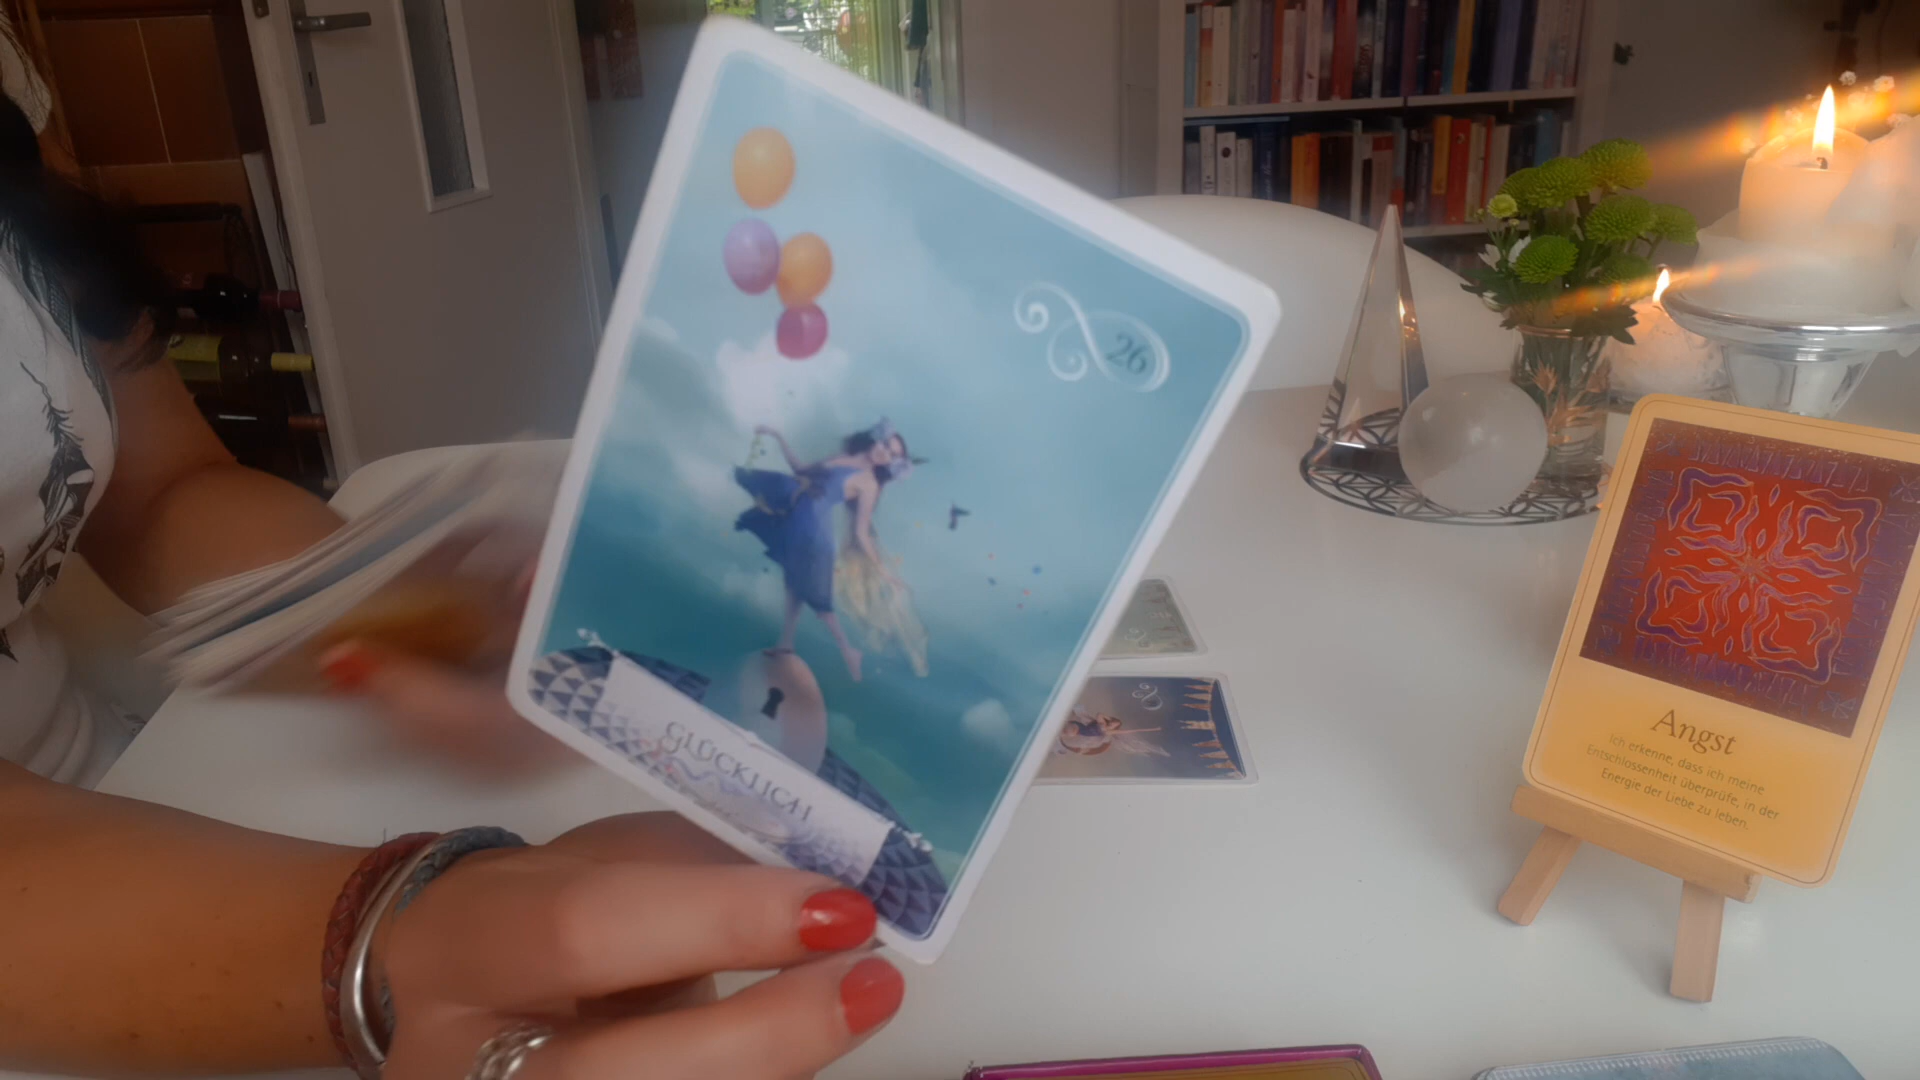 26
GLÜCKLICH
Angst
Ich erkenne, dass ich meine
Entschlossenheit überprüfe, in der
Energie der Liebe zu leben.